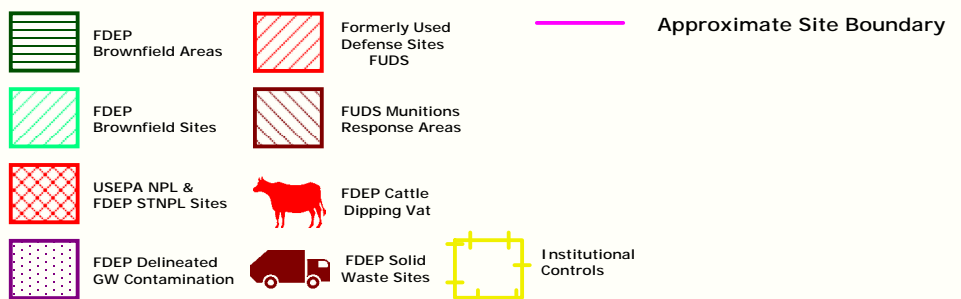 FDEP
Brownfield Areas
Formerly Used
Defense Sites
FUDS
Approximate Site Boundary
FDEP
Brownfield Sites
FUDS Munitions
Response Areas
USEPA NPL &
FDEP STNPL Sites
FDEP Cattle
Dipping Vat
FDEP Delineated
GW Contamination
FDEP Solid
Waste Sites
Institutional
Controls